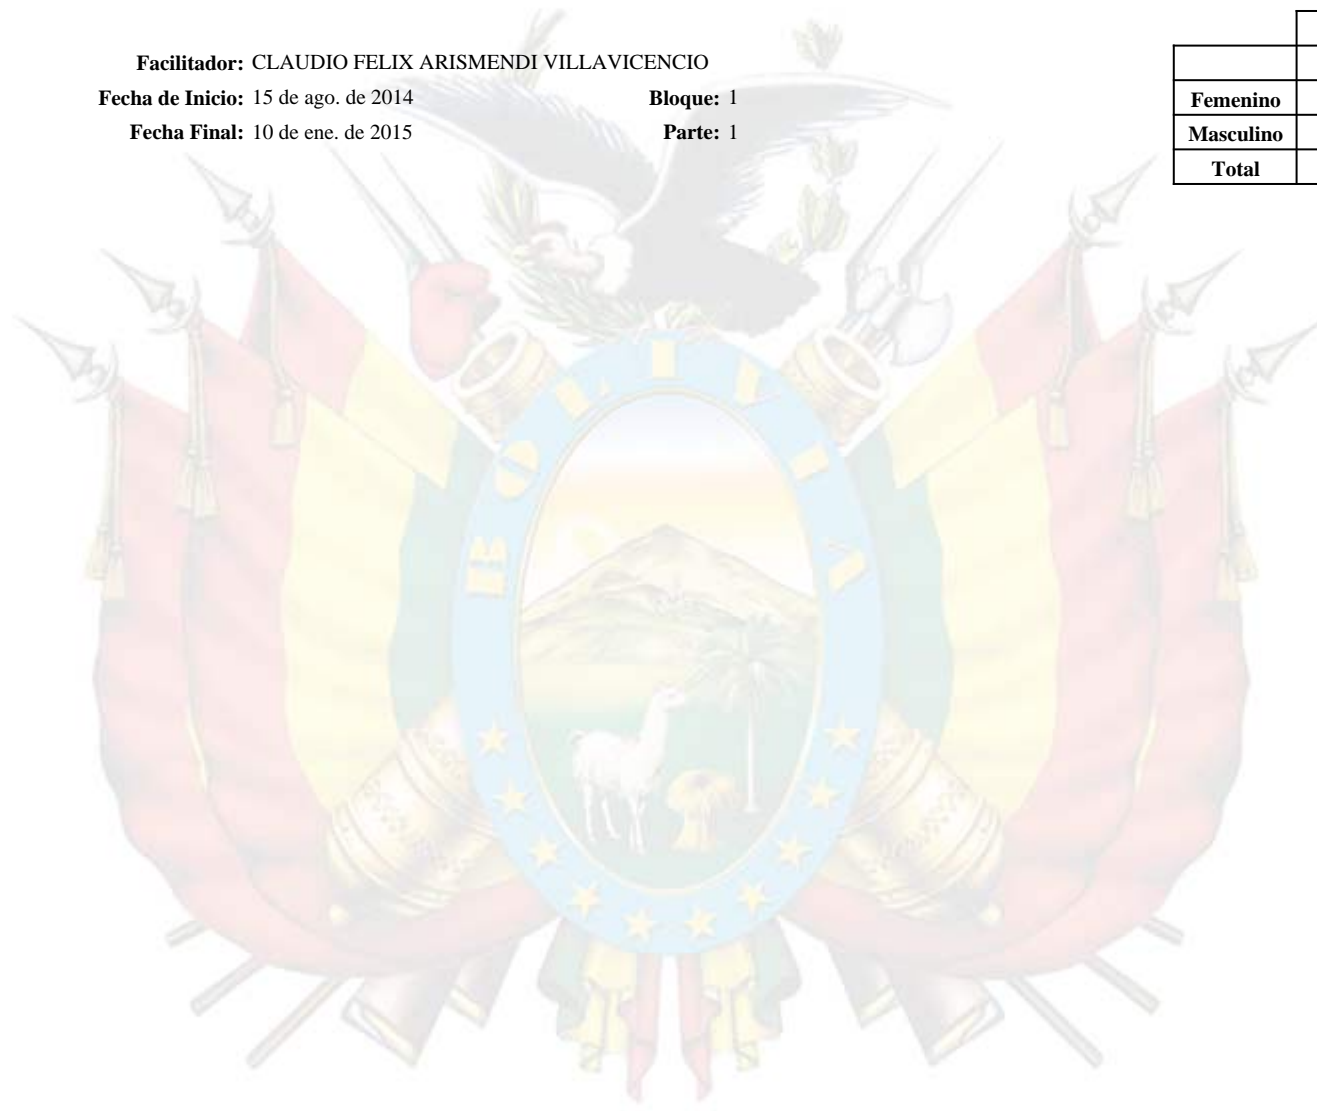 Facilitador: CLAUDIO FELIX ARISMENDI VILLAVICENCIO
Fecha de Inicio: 15 de ago. de 2014 Bloque: 1
Fecha Final: 10 de ene. de 2015 Parte: 1
Femenino
Masculino
Total
BOLIVIA